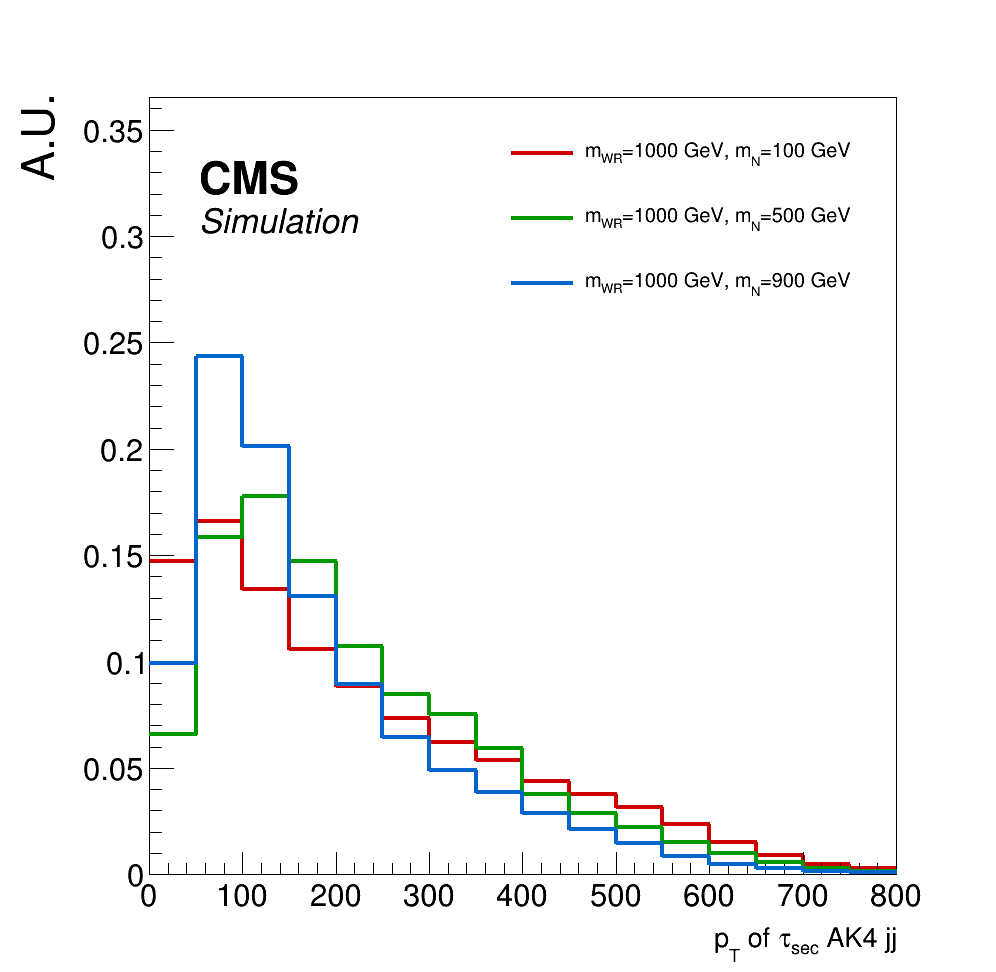 A.U.
0.35
0.3
0.25
0.2
0.15
0.1
0.05
0
CMS
Simulation
m_WR=1000 GeV, m_N=100 GeV
m_WR=1000 GeV, m_N=500 GeV
m_WR=1000 GeV, m_N=900 GeV
0 100 200 300 400 500 600 700 800
p_T of τ_sec AK4 jj